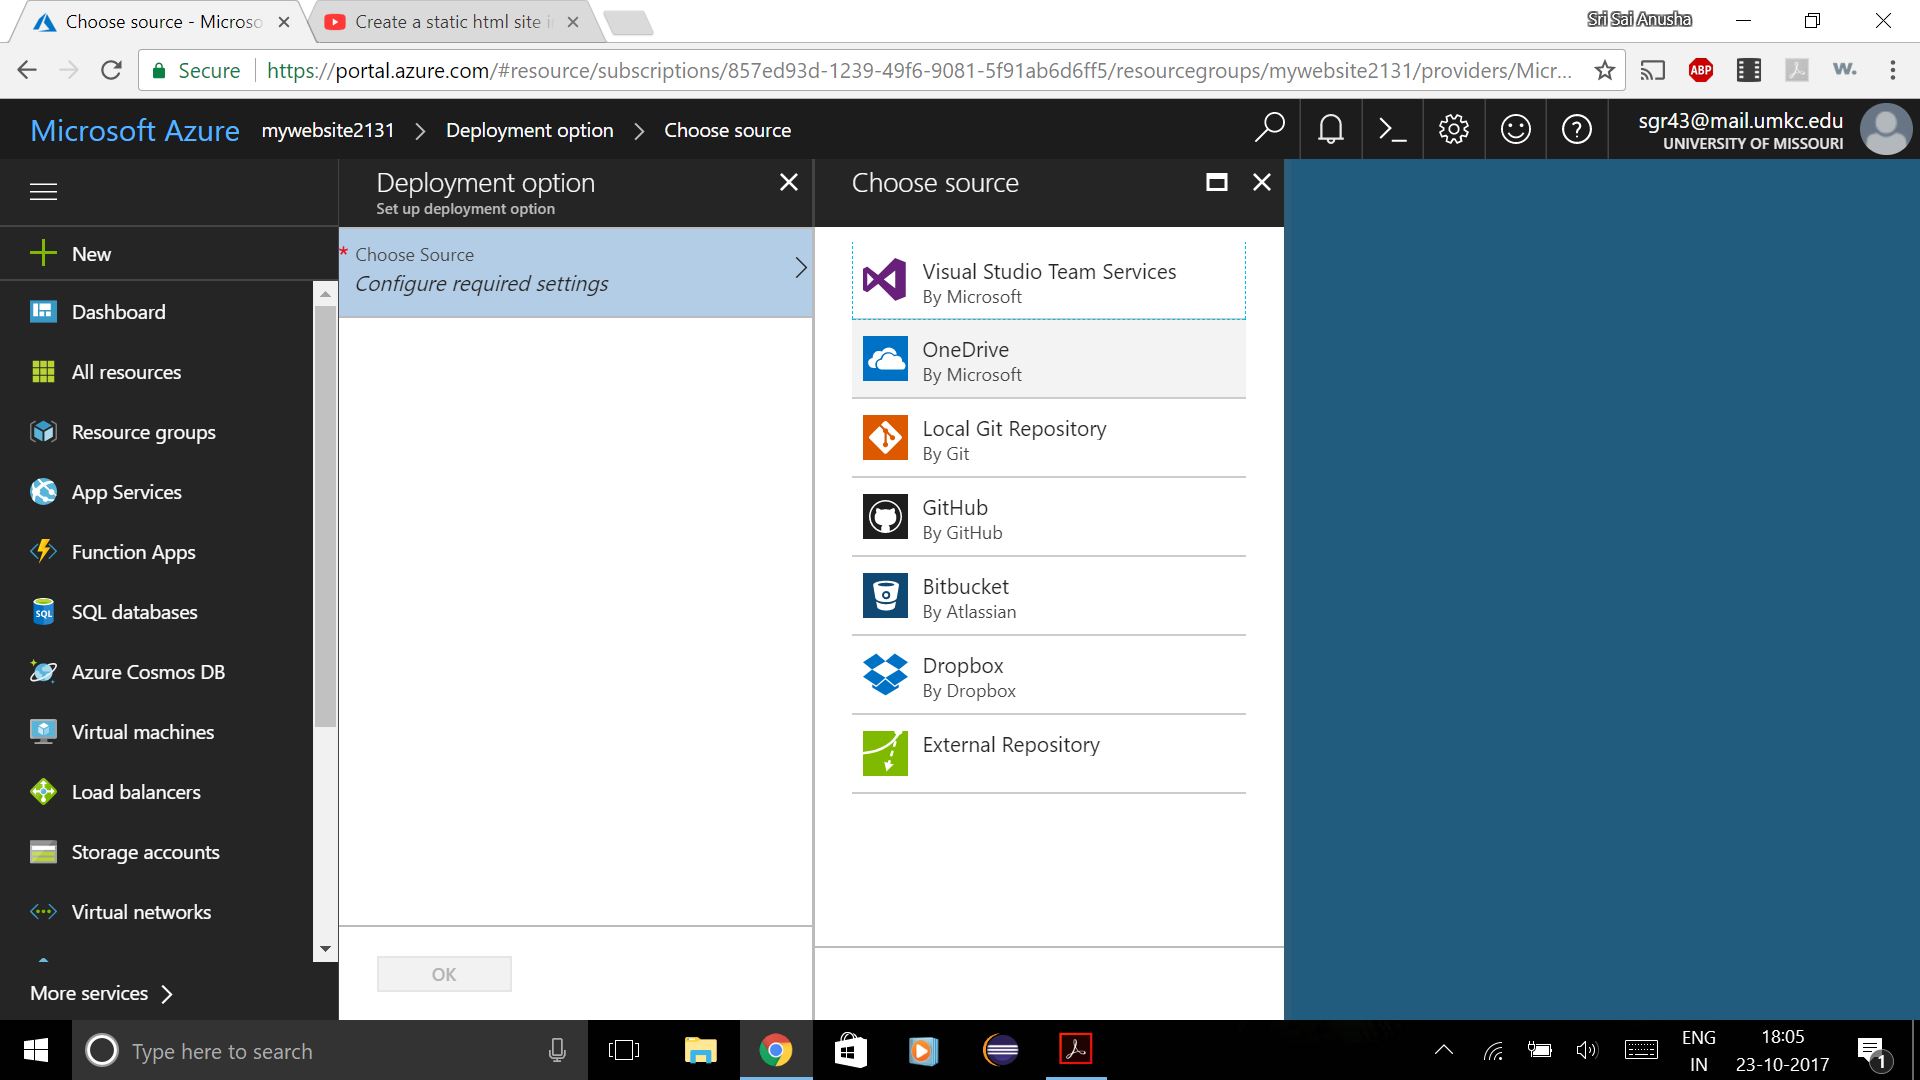 Choose source - Microso
Create a static html site i
Sri Sai Anusha
Secure
https://portal.azure.com/#resource/subscriptions/857ed93d-1239-49f6-9081-5f91ab6d6ff5/resourcegroups/mywebsite2131/providers/Micr...
ABP
w.
Microsoft Azure
mywebsite2131
Deployment option
Choose source
sgr43@mail.umkc.edu
UNIVERSITY OF MISSOURI
New
Dashboard
All resources
Resource groups
App Services
Function Apps
SQL
SQL databases
Azure Cosmos DB
Virtual machines
Load balancers
Storage accounts
Virtual networks
More services
Deployment option
Set up deployment option
* Choose Source
Configure required settings
OK
Choose source
Visual Studio Team Services
By Microsoft
OneDrive
By Microsoft
Local Git Repository
By Git
GitHub
By GitHub
Bitbucket
By Atlassian
Dropbox
By Dropbox
External Repository
Type here to search
ENG
IN
18:05
23-10-2017
1